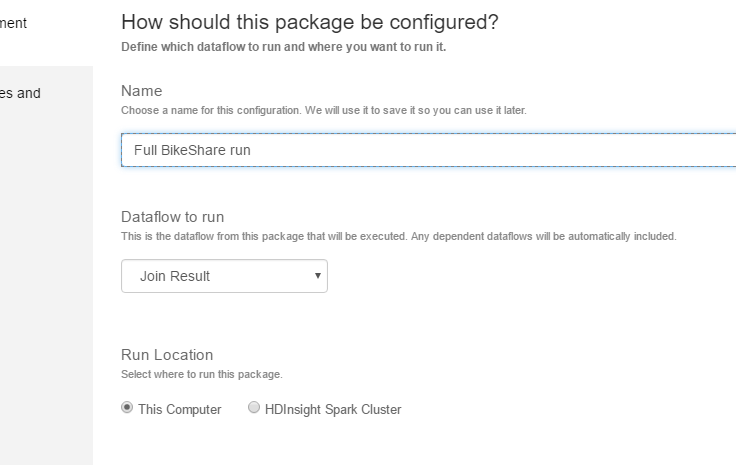 ment
How should this package be configured?
Define which dataflow to run and where you want to run it.
es and
Name
Choose a name for this configuration. We will use it to save it so you can use it later.
Full BikeShare run
Dataflow to run
This is the dataflow from this package that will be executed. Any dependent dataflows will be automatically included.
Join Result
Run Location
Select where to run this package.
This Computer HDInsight Spark Cluster